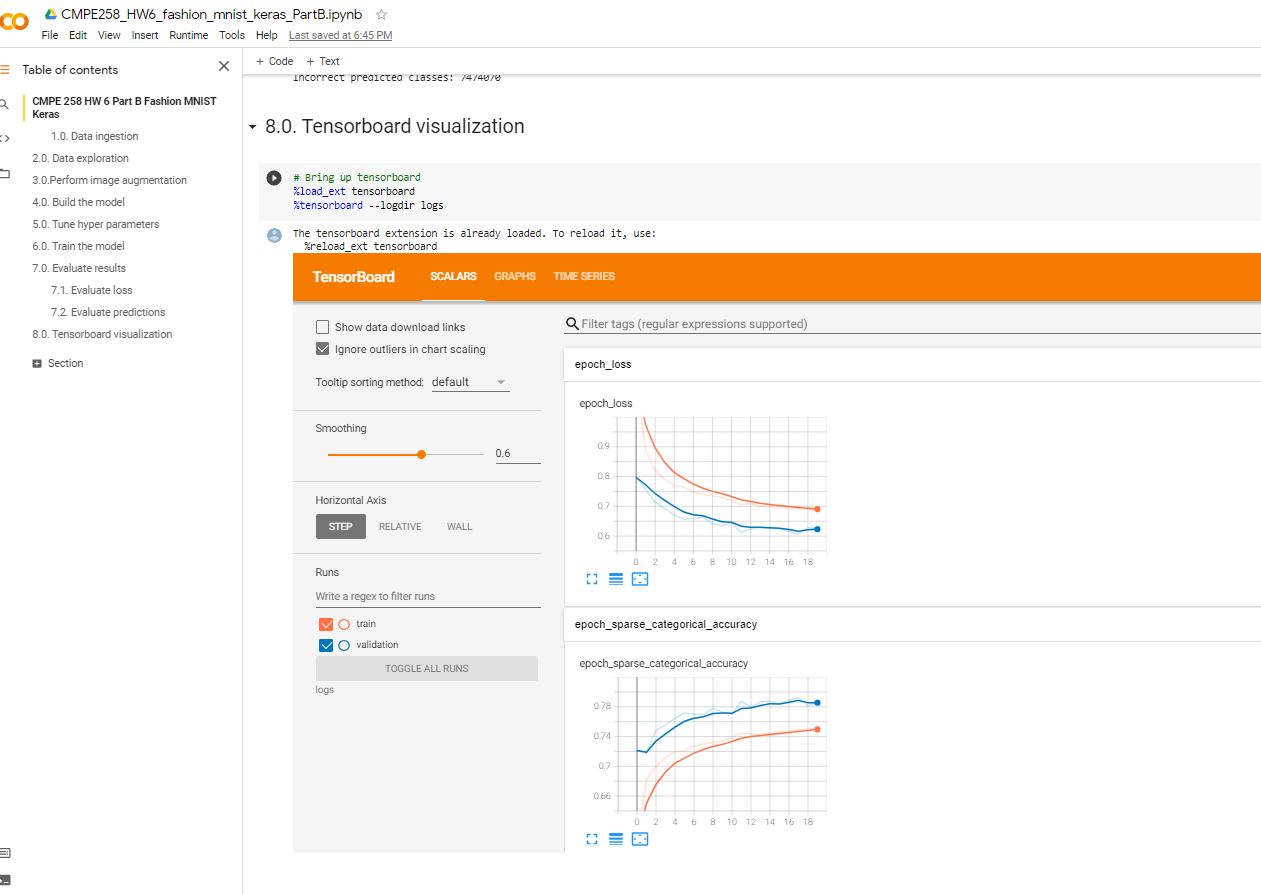 CMPE258_HW6_fashion_mnist_keras_PartB.ipynb
File Edit View Insert Runtime Tools Help Last saved at 6:45 PM
Table of contents
CMPE 258 HW 6 Part B Fashion MNIST
Keras
1.0. Data ingestion
2.0. Data exploration
3.0.Perform image augmentation
4.0. Build the model
5.0. Tune hyper parameters
6.0. Train the model
7.0. Evaluate results
7.1. Evaluate loss
7.2. Evaluate predictions
8.0. Tensorboard visualization
Section
+ Code + Text
Incorrect predicted classes: 7474070
8.0. Tensorboard visualization
# Bring up tensorboard
%load_ext tensorboard
%tensorboard --logdir logs
The tensorboard extension is already loaded. To reload it, use:
%reload_ext tensorboard
TensorBoard SCALARS GRAPHS TIME SERIES
Show data download links
Ignore outliers in chart scaling
Tooltip sorting method: default
Smoothing
0.6
Horizontal Axis
STEP RELATIVE WALL
Runs
Write a regex to filter runs
train
validation
TOGGLE ALL RUNS
logs
Filter tags (regular expressions supported)
epoch_loss
epoch_loss
0.9
0.8
0.7
0.6
0 2 4 6 8 10 12 14 16 18
epoch_sparse_categorical_accuracy
epoch_sparse_categorical_accuracy
0.78
0.74
0.7
0.66
0 2 4 6 8 10 12 14 16 18